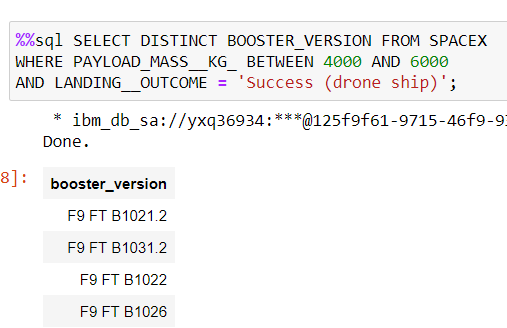 %%sql SELECT DISTINCT BOOSTER_VERSION FROM SPACEX
WHERE PAYLOAD_MASS__KG_ BETWEEN 4000 AND 6000
AND LANDING__OUTCOME = 'Success (drone ship)';
* ibm_db_sa://yxq36934:***@125f9f61-9715-46f9-9
Done.
8]:
booster_version
F9 FT B1021.2
F9 FT B1031.2
F9 FT B1022
F9 FT B1026